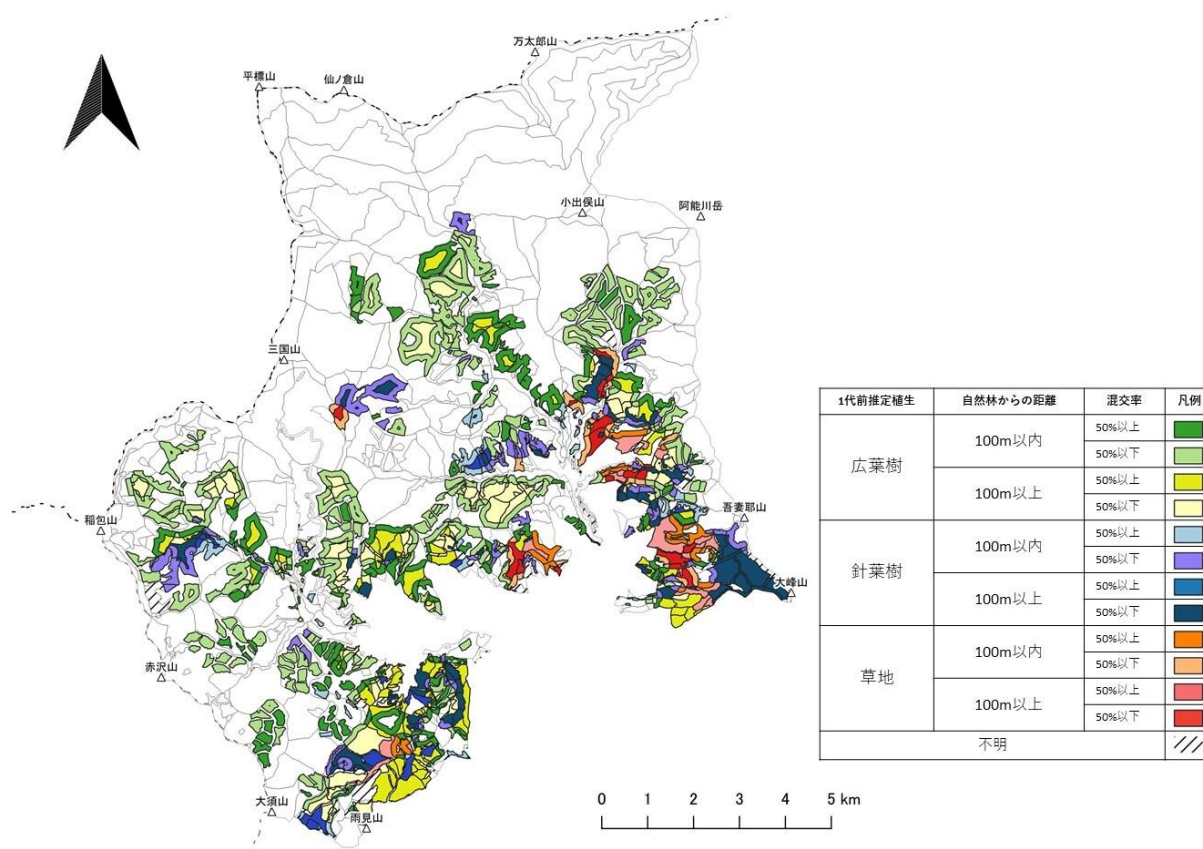 万太郎山
平標山
仙ノ倉山
小出俣山
阿能川岳
三国山
稲包山
吾妻耶山
大峰山
赤沢山
大須山
雨見山
0 1 2 3 4 5 km
1代前推定植生 自然林からの距離 混交率 凡例
広葉樹 100m以内 50%以上
50%以下
100m以上 50%以上
50%以下
針葉樹 100m以内 50%以上
50%以下
100m以上 50%以上
50%以下
草地 100m以内 50%以上
50%以下
100m以上 50%以上
50%以下
不明